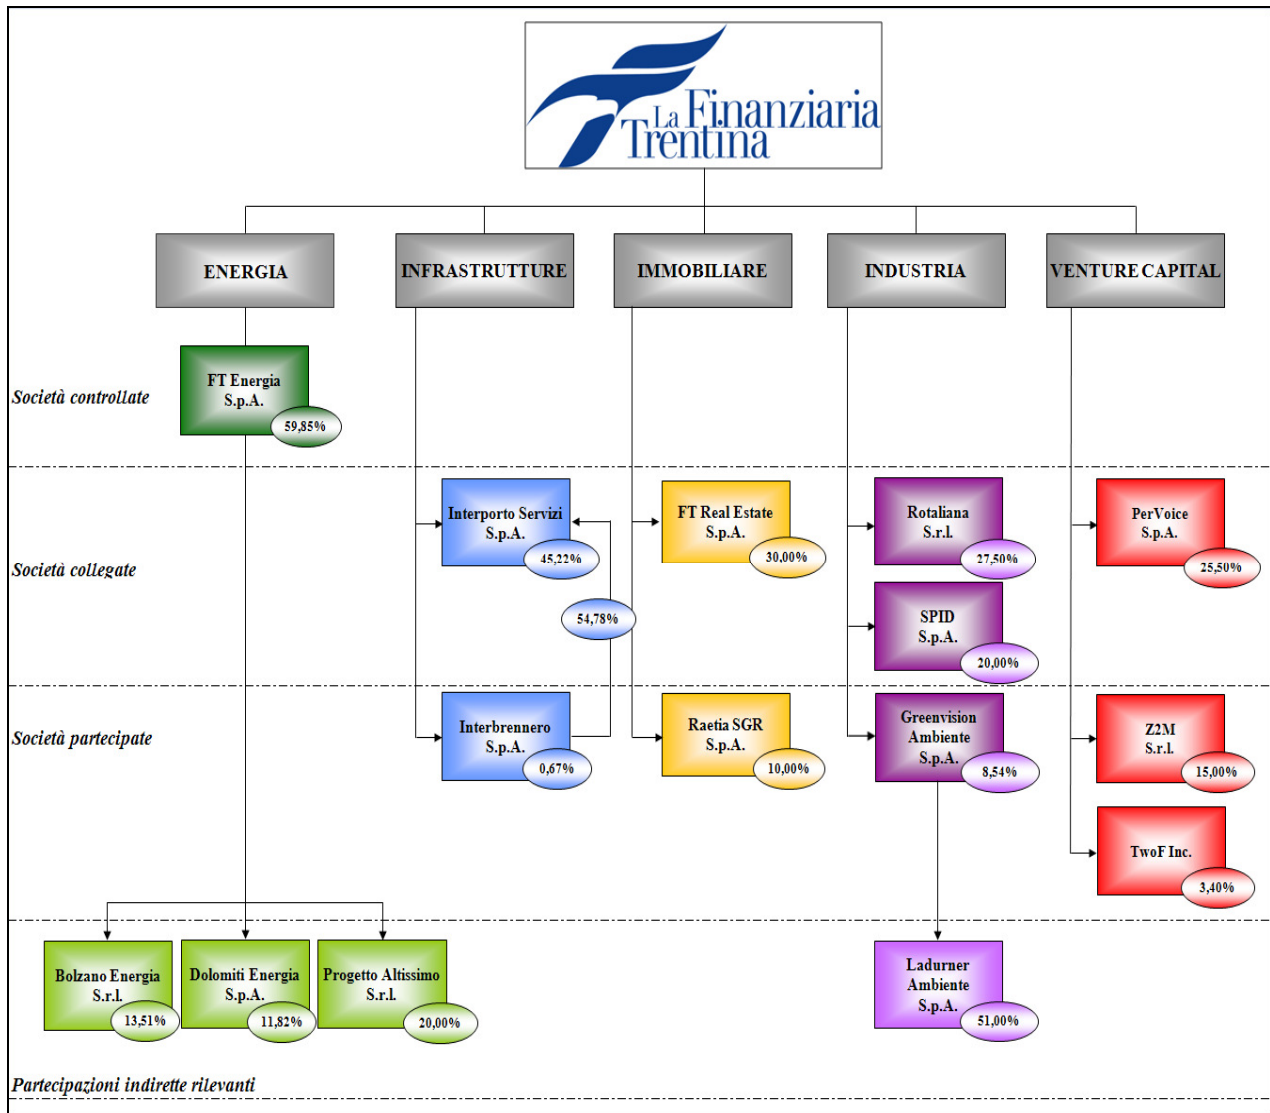 La Finanziaria
Trentina
ENERGIA
INFRASTRUTTURE
IMMOBILIARE
INDUSTRIA
VENTURE CAPITAL
Società controllate
FT Energia
S.p.A.
59,85%
Società collegate
Interporto Servizi
S.p.A.
45,22%
54,78%
FT Real Estate
S.p.A.
30,00%
Rotaliana
S.r.l.
27,50%
SPID
S.p.A.
20,00%
PerVoice
S.p.A.
25,50%
Società partecipate
Interbrennero
S.p.A.
0,67%
Raetia SGR
S.p.A.
10,00%
Greenvision
Ambiente
S.p.A.
8,54%
Z2M
S.r.l.
15,00%
TwoF Inc.
3,40%
Bolzano Energia
S.r.l.
13,51%
Dolomiti Energia
S.p.A.
11,82%
Progetto Altissimo
S.r.l.
20,00%
Ladurner
Ambiente
S.p.A.
51,00%
Partecipazioni indirette rilevanti